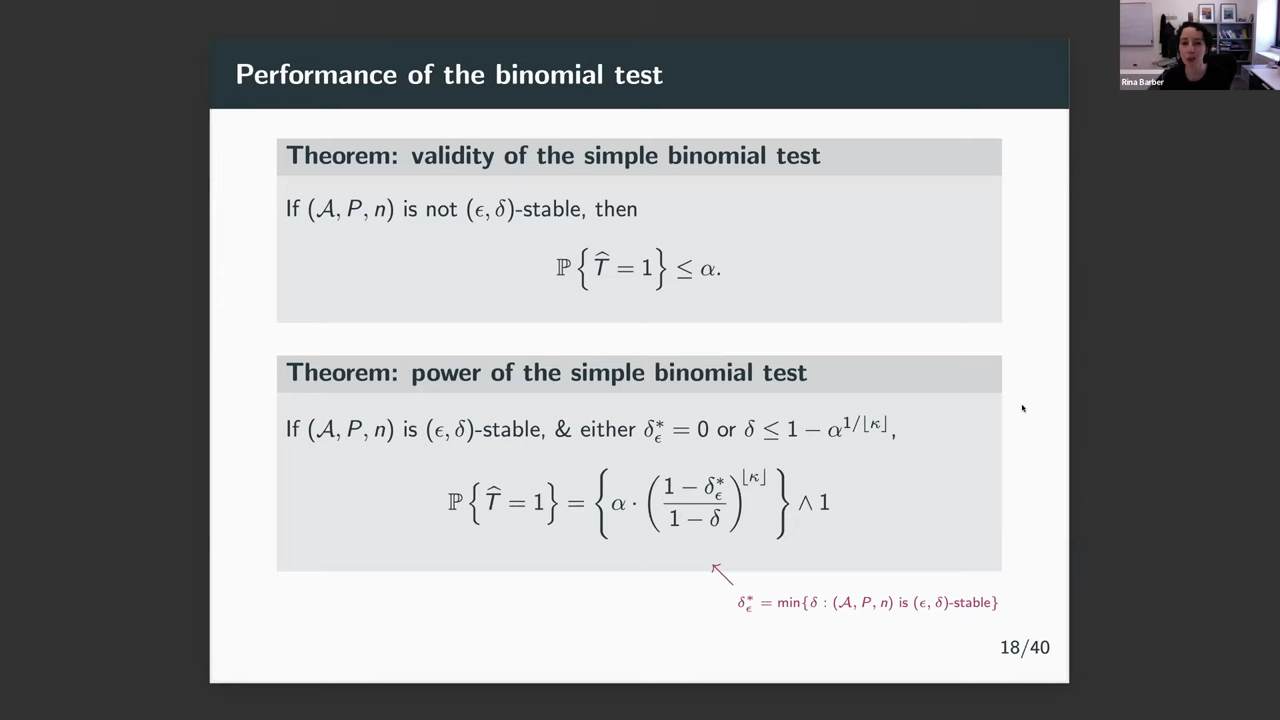 Rina Barber
Performance of the binomial test
Theorem: validity of the simple binomial test
If (𝒜, P, n) is not (ϵ, δ)-stable, then
ℙ{T̂ = 1} ≤ α.
Theorem: power of the simple binomial test
If (𝒜, P, n) is (ϵ, δ)-stable, & either δ*_ϵ = 0 or δ ≤ 1 − α^{1/⌊κ⌋},
ℙ{T̂ = 1} = {α · ((1 − δ*_ϵ)/(1 − δ))^{⌊κ⌋}} ∧ 1
δ*_ϵ = min{δ : (𝒜, P, n) is (ϵ, δ)-stable}
18/40